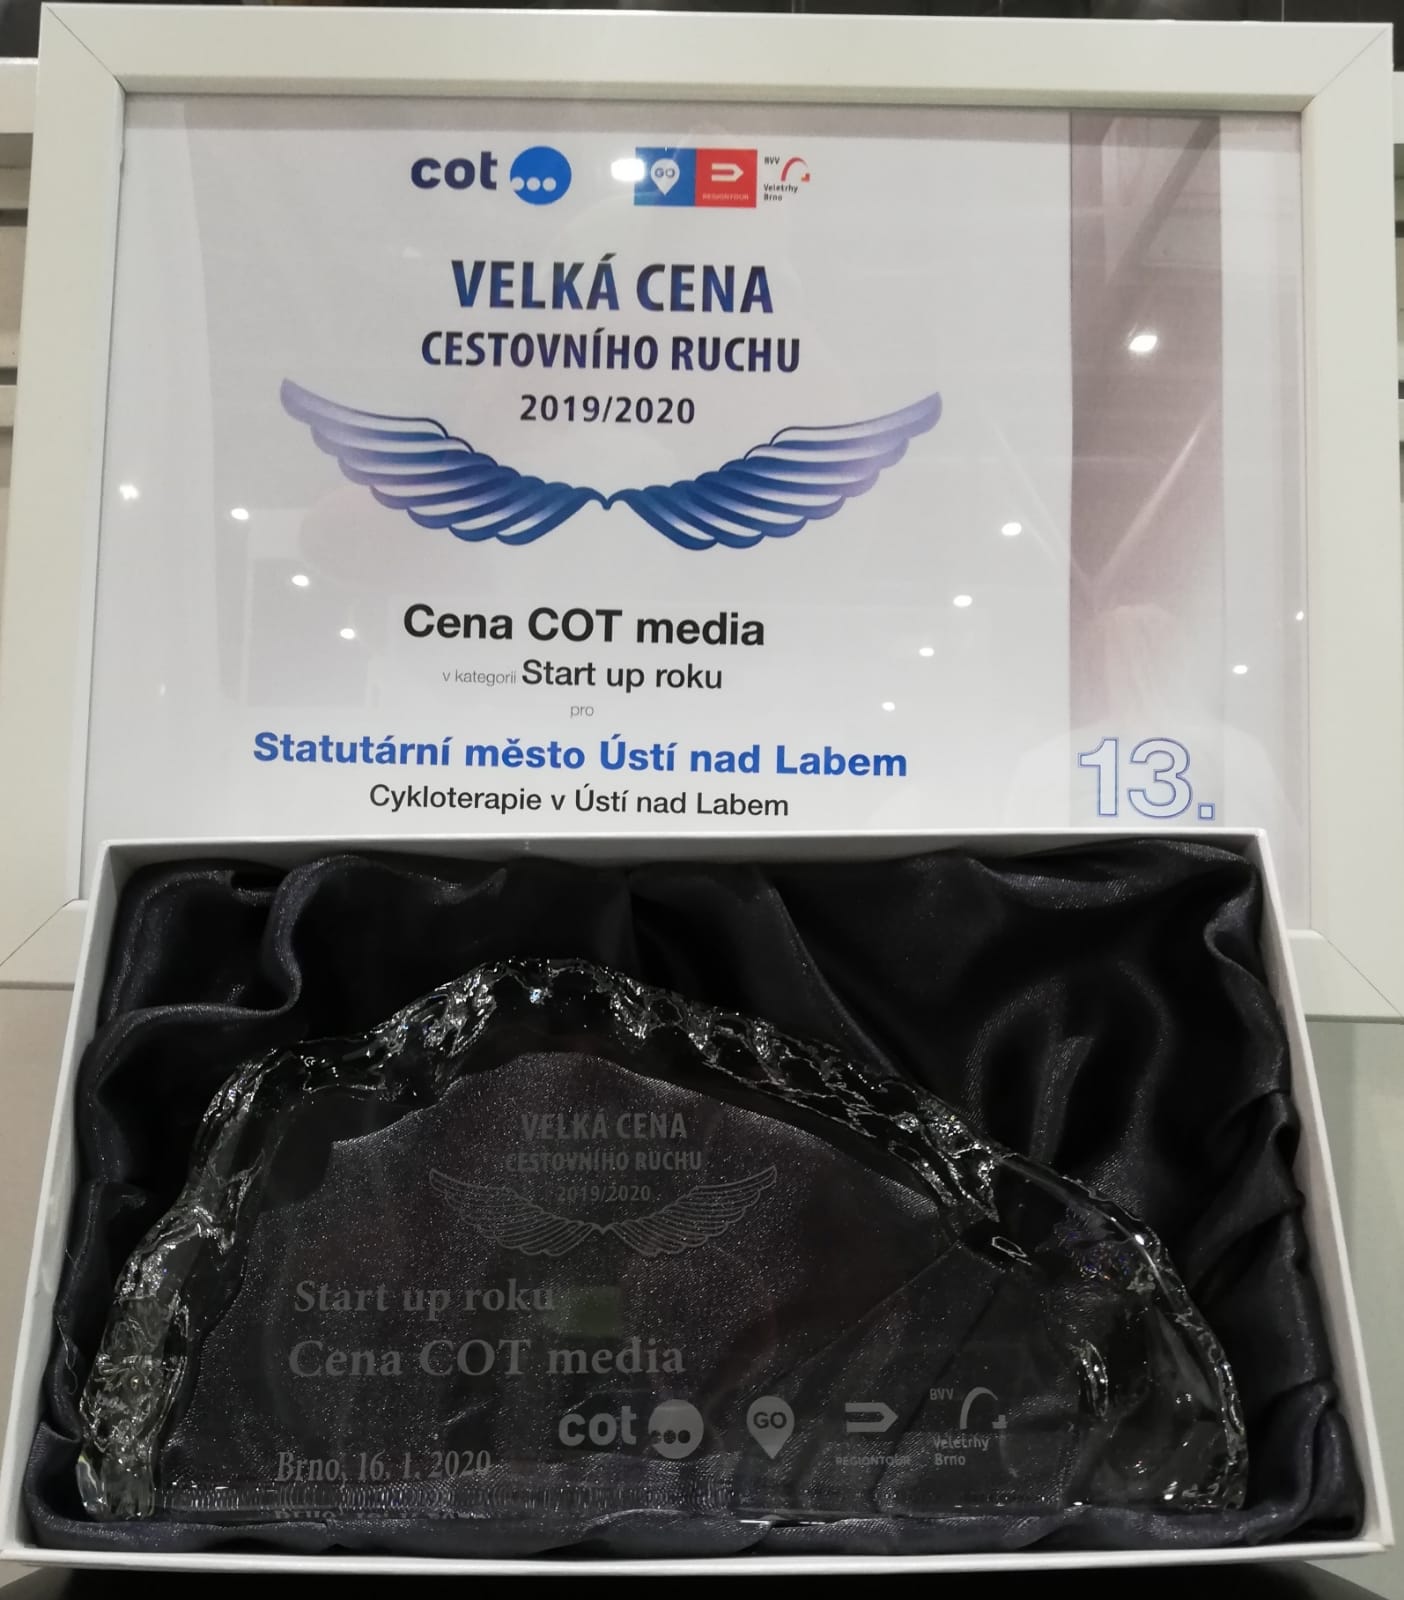 cot
GO
REGIONTOUR
BVV
Veletrhy
Brno
VELKÁ CENA
CESTOVNÍHO RUCHU
2019/2020
Cena COT media
v kategorii Start up roku
pro
Statutární město Ústí nad Labem
Cykloterapie v Ústí nad Labem
13.
VELKÁ CENA
CESTOVNÍHO RUCHU
2019/2020
Start up roku
Cena COT media
cot
GO
REGIONTOUR
BVV
Veletrhy
Brno
Brno, 16. 1. 2020